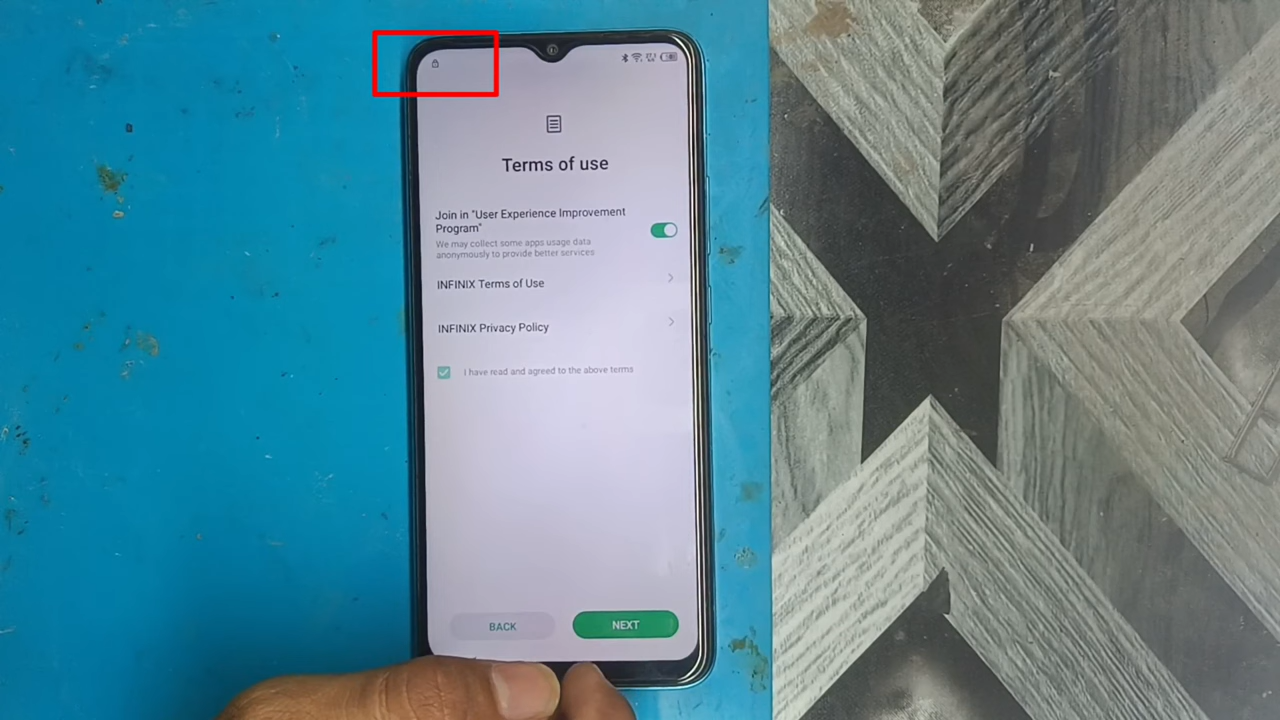 Terms of use
Join in "User Experience Improvement
Program"
We may collect some apps usage data
anonymously to provide better services
INFINIX Terms of Use
INFINIX Privacy Policy
I have read and agreed to the above terms
BACK
NEXT